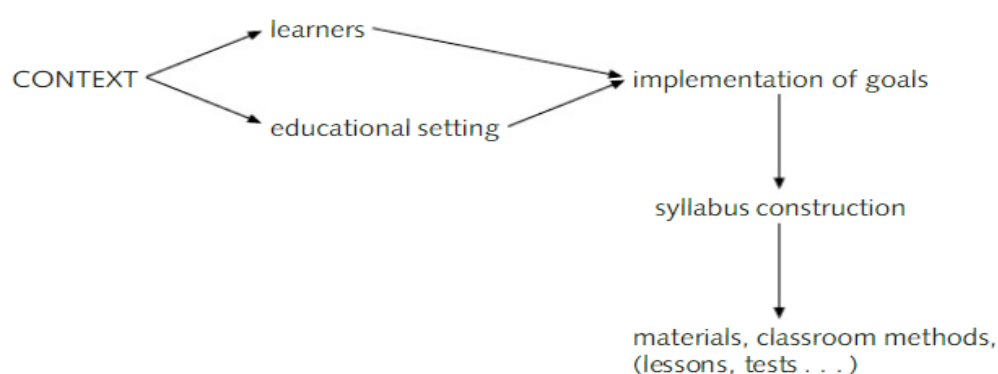 learners
CONTEXT
implementation of goals
educational setting
syllabus construction
materials, classroom methods,
(lessons, tests . . . )